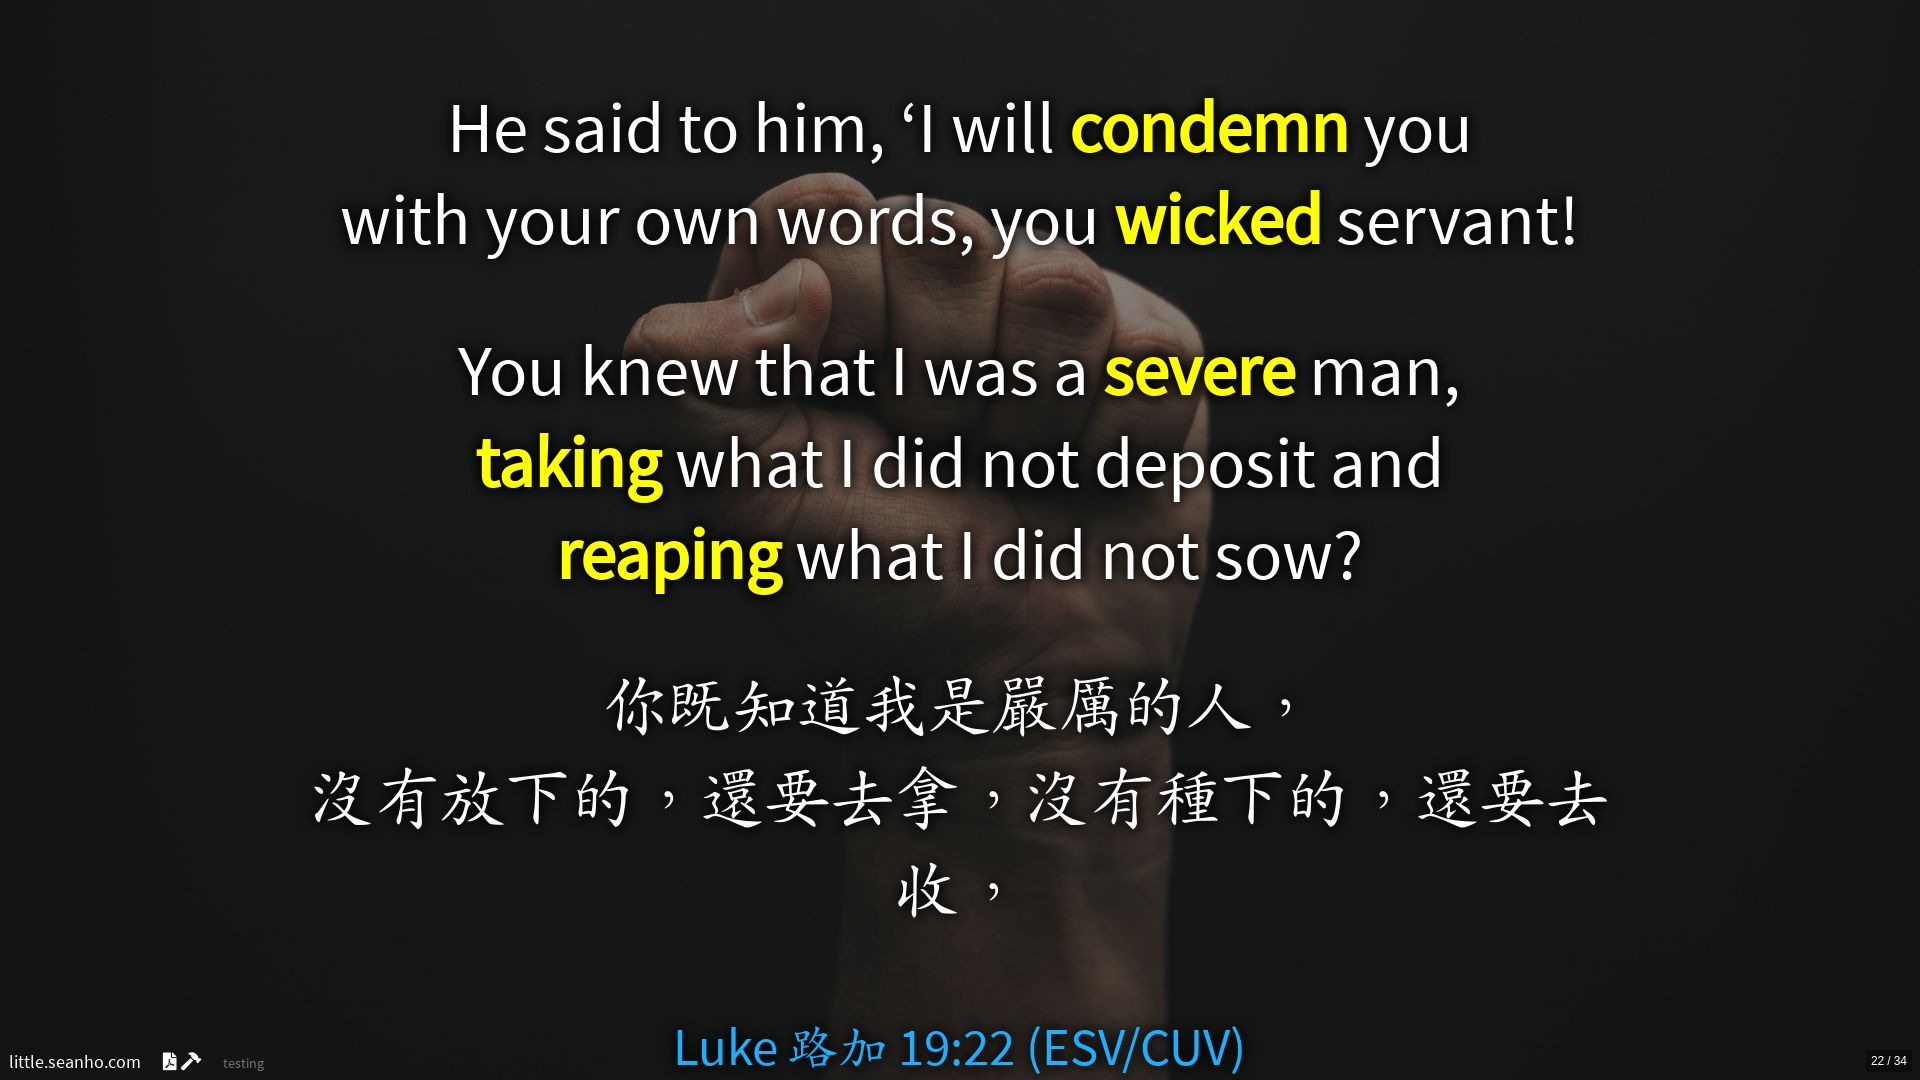 He said to him, ‘I will condemn you
with your own words, you wicked servant!
You knew that I was a severe man,
taking what I did not deposit and
reaping what I did not sow?
你既知道我是嚴厲的人，
沒有放下的，還要去拿，沒有種下的，還要去
收，
Luke 路加 19:22 (ESV/CUV)
little.seanho.com
testing
22 / 34